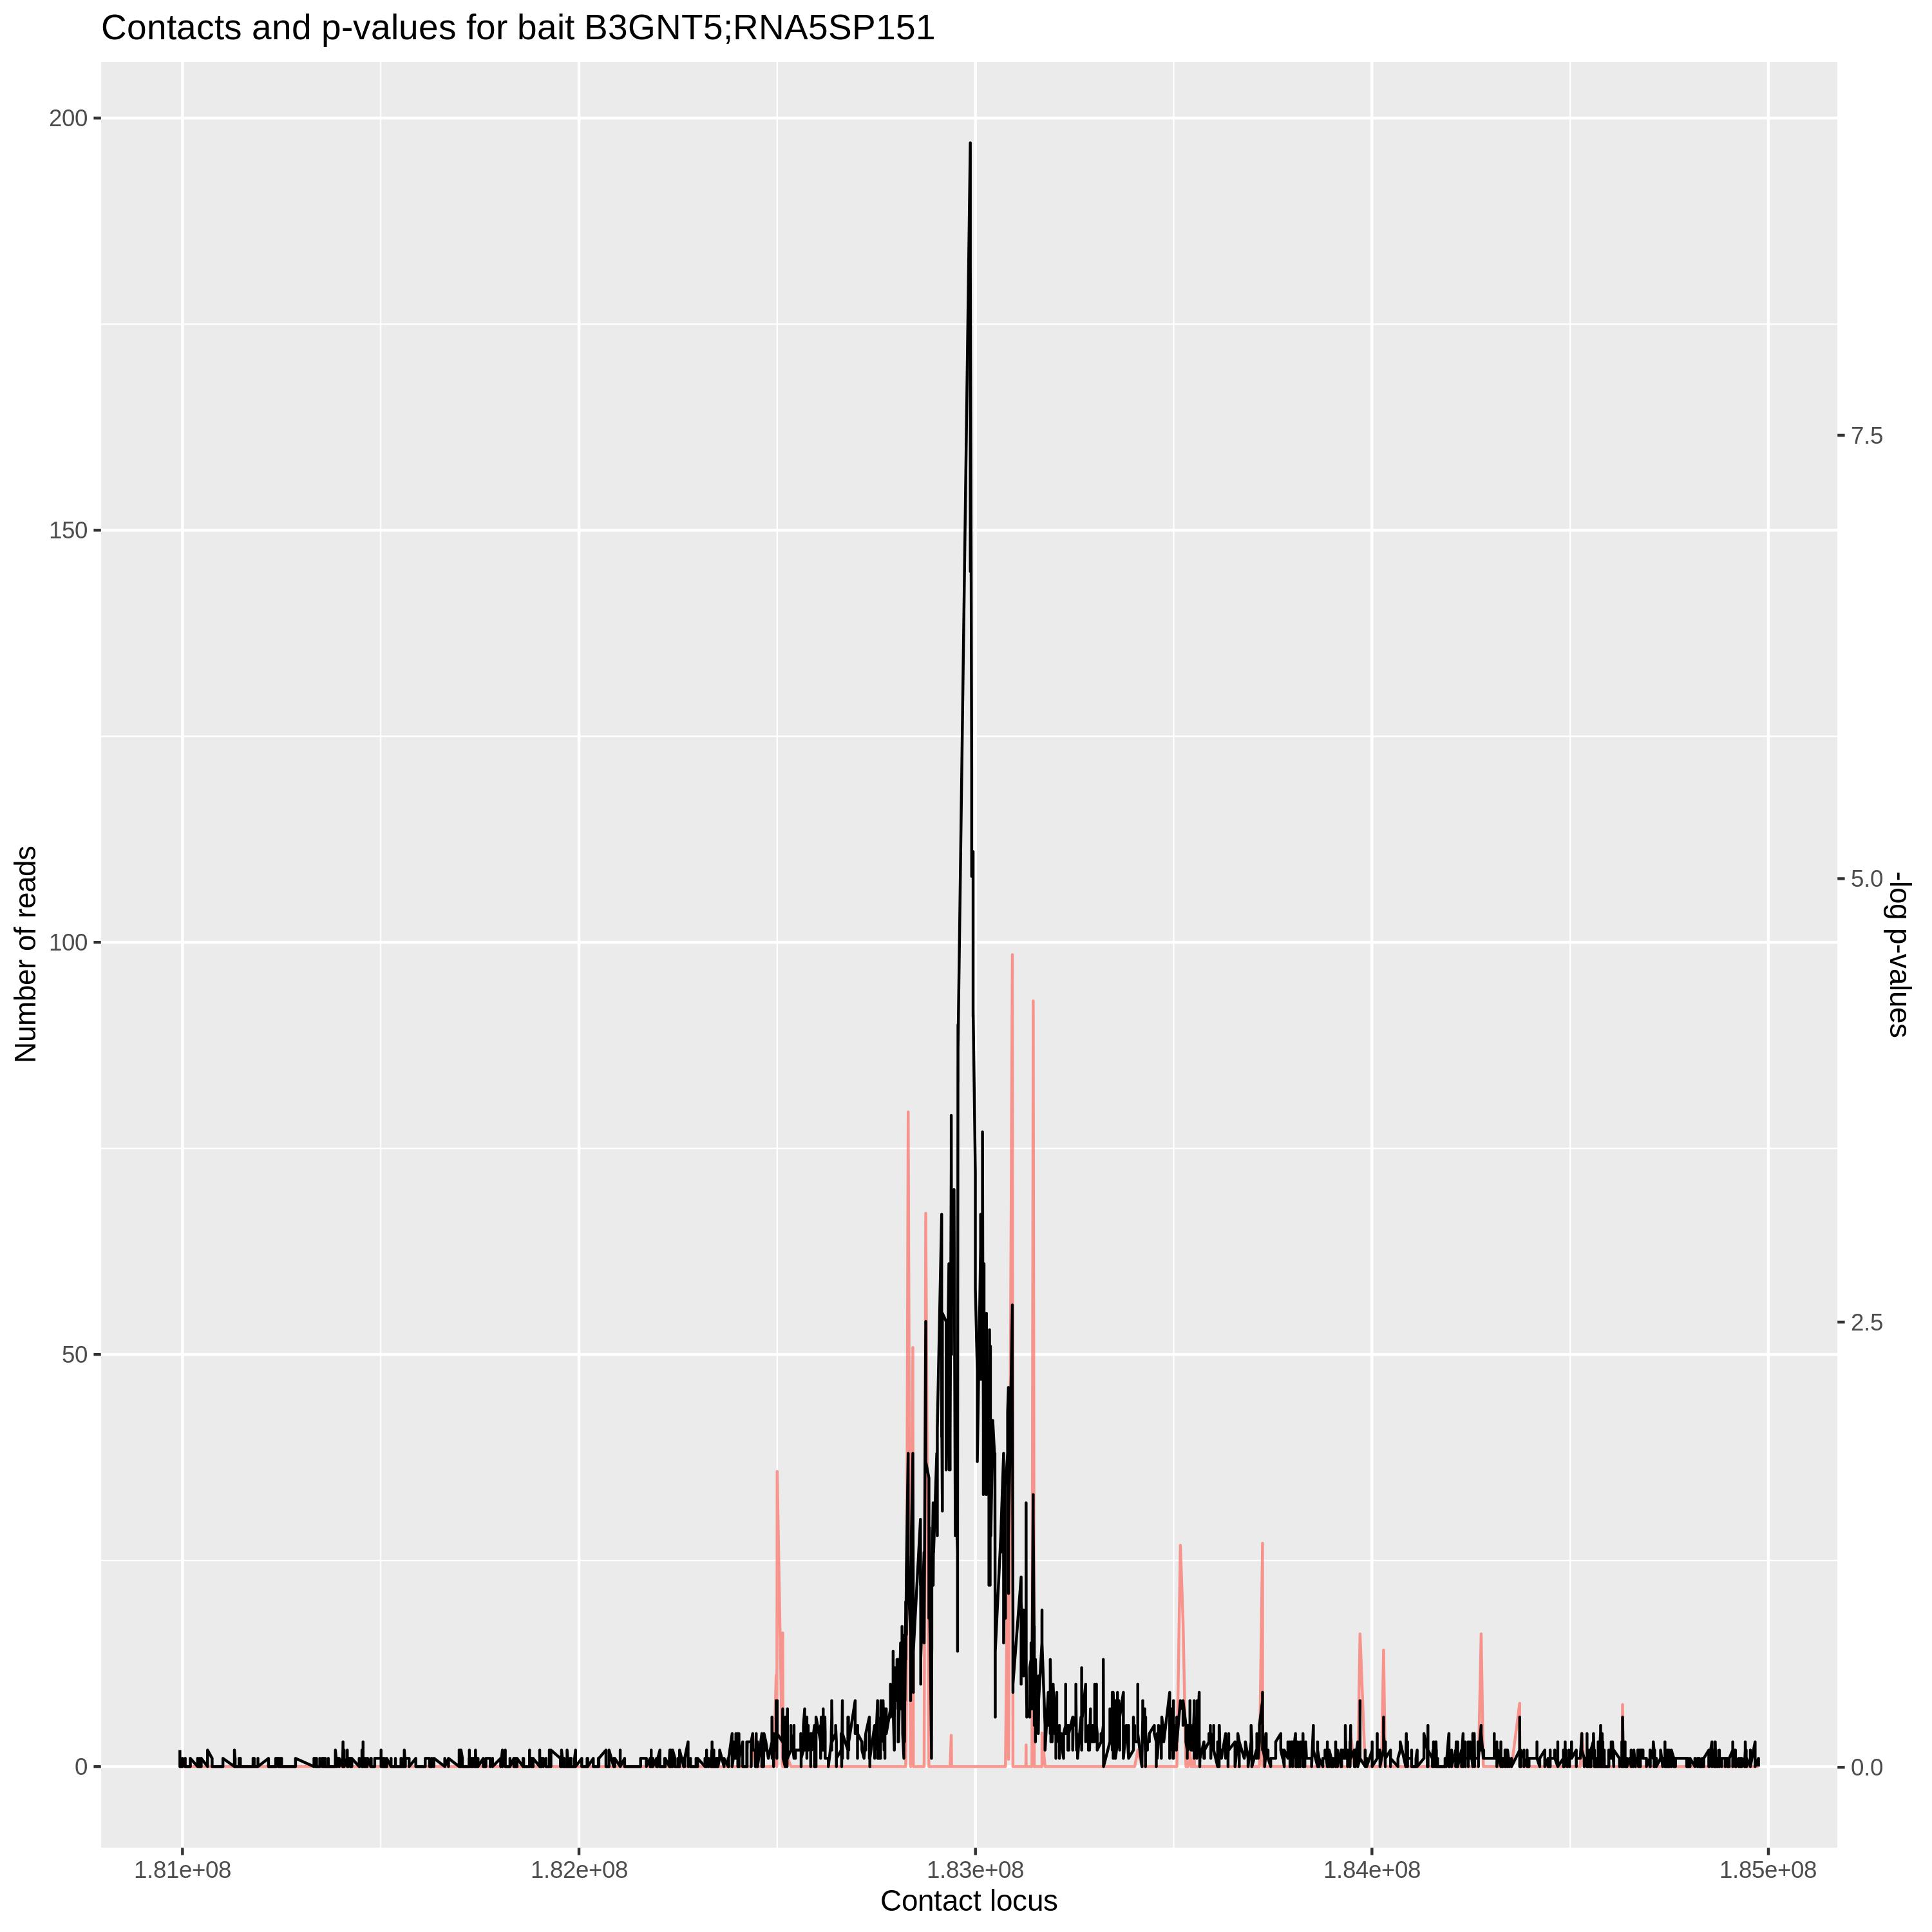 Contacts and p-values for bait B3GNT5;RNA5SP151
200
150
100
50
0
Number of reads
7.5
5.0
2.5
0.0
-log p-values
1.81e+08 1.82e+08 1.83e+08 1.84e+08 1.85e+08
Contact locus